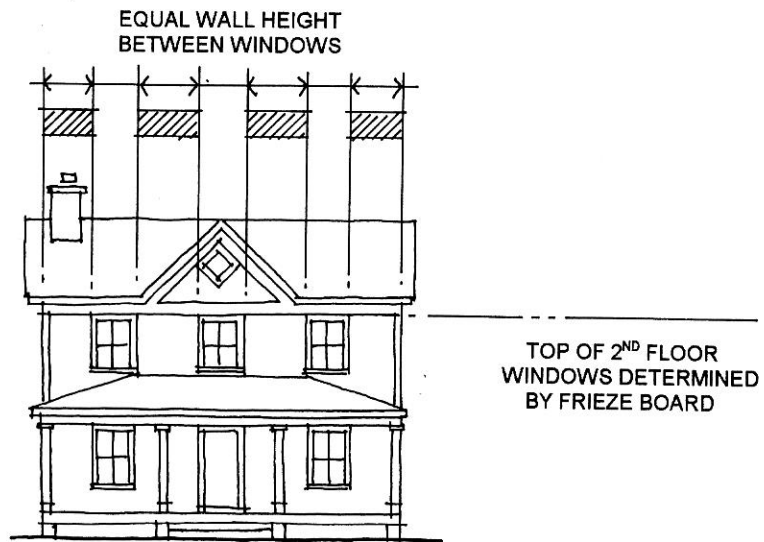 EQUAL WALL HEIGHT
BETWEEN WINDOWS
TOP OF 2ND FLOOR
WINDOWS DETERMINED
BY FRIEZE BOARD